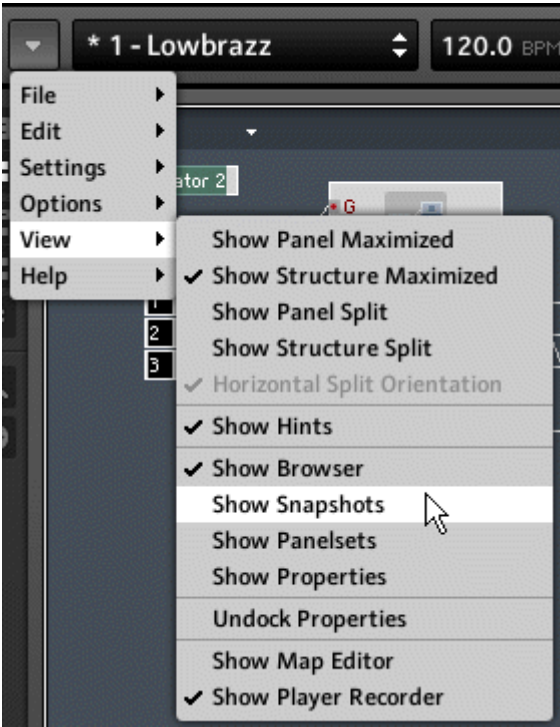 * 1 - Lowbrazz
120.0 BPM
File
Edit
Settings
ator 2
Options
G
View
Help
Show Panel Maximized
Show Structure Maximized
1
Show Panel Split
2
Show Structure Split
3
Horizontal Split Orientation
Show Hints
Show Browser
Show Snapshots
Show Panelsets
Show Properties
Undock Properties
Show Map Editor
Show Player Recorder